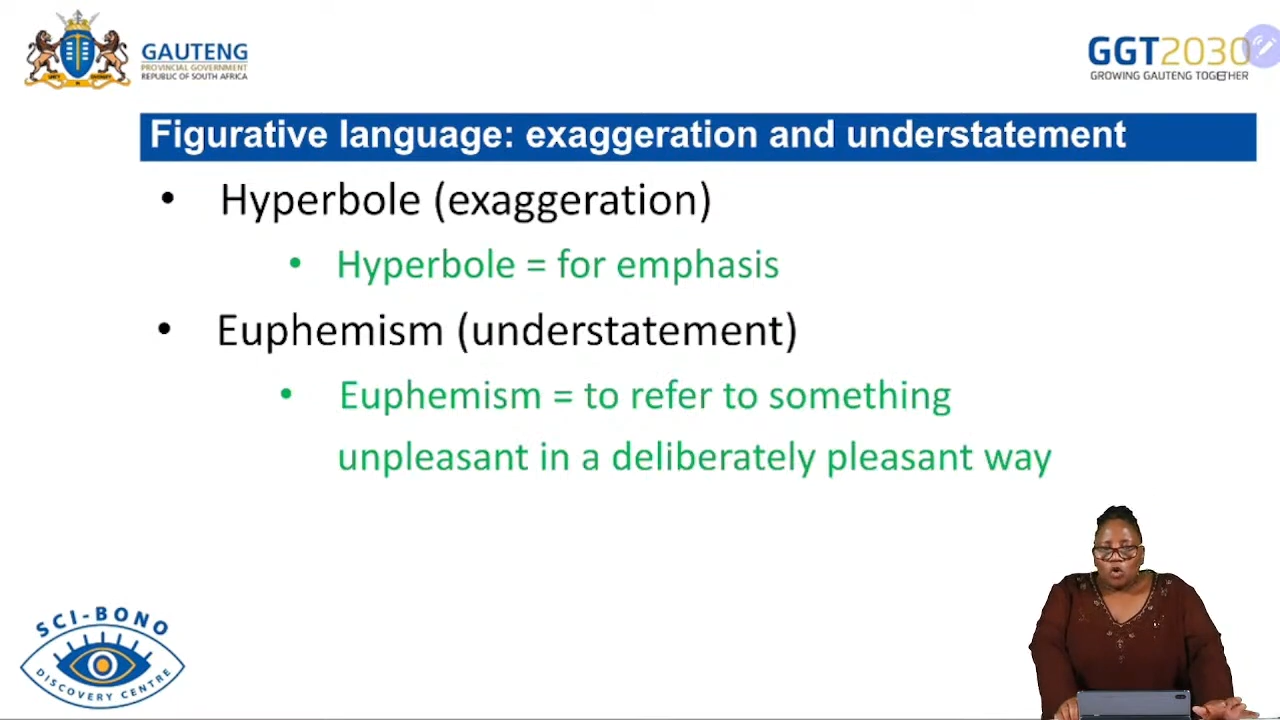 GAUTENG
PROVINCIAL GOVERNMENT
REPUBLIC OF SOUTH AFRICA
GGT2030
GROWING GAUTENG TOGETHER
Figurative language: exaggeration and understatement
• Hyperbole (exaggeration)
• Hyperbole = for emphasis
• Euphemism (understatement)
• Euphemism = to refer to something
unpleasant in a deliberately pleasant way
SCI-BONO
DISCOVERY CENTRE